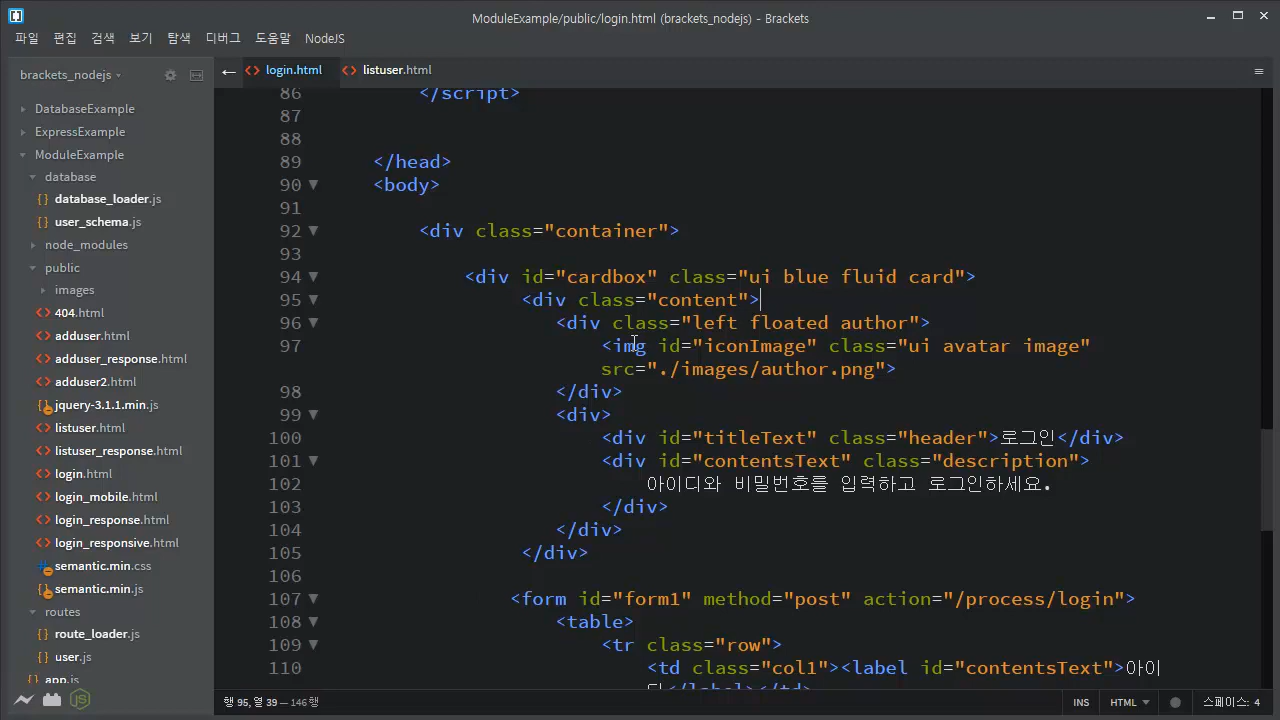 ModuleExample/public/login.html (brackets_nodejs) - Brackets
파일 편집 검색 보기 탐색 디버그 도움말 NodeJS
brackets_nodejs
DatabaseExample
ExpressExample
ModuleExample
database
database_loader.js
user_schema.js
node_modules
public
images
404.html
adduser.html
adduser_response.html
adduser2.html
jquery-3.1.1.min.js
listuser.html
listuser_response.html
login.html
login_mobile.html
login_response.html
login_responsive.html
semantic.min.css
semantic.min.js
routes
route_loader.js
user.js
app.js
login.html listuser.html
86 </script>
87
88
89 </head>
90 <body>
91
92 <div class="container">
93
94 <div id="cardbox" class="ui blue fluid card">
95 <div class="content">
96 <div class="left floated author">
97 <img id="iconImage" class="ui avatar image"
src="./images/author.png">
98 </div>
99 <div>
100 <div id="titleText" class="header">로그인</div>
101 <div id="contentsText" class="description">
102 아이디와 비밀번호를 입력하고 로그인하세요.
103 </div>
104 </div>
105 </div>
106
107 <form id="form1" method="post" action="/process/login">
108 <table>
109 <tr class="row">
110 <td class="col1"><label id="contentsText">아이
디</label></td>
행 95, 열 39 — 146 행
INS HTML 스페이스: 4